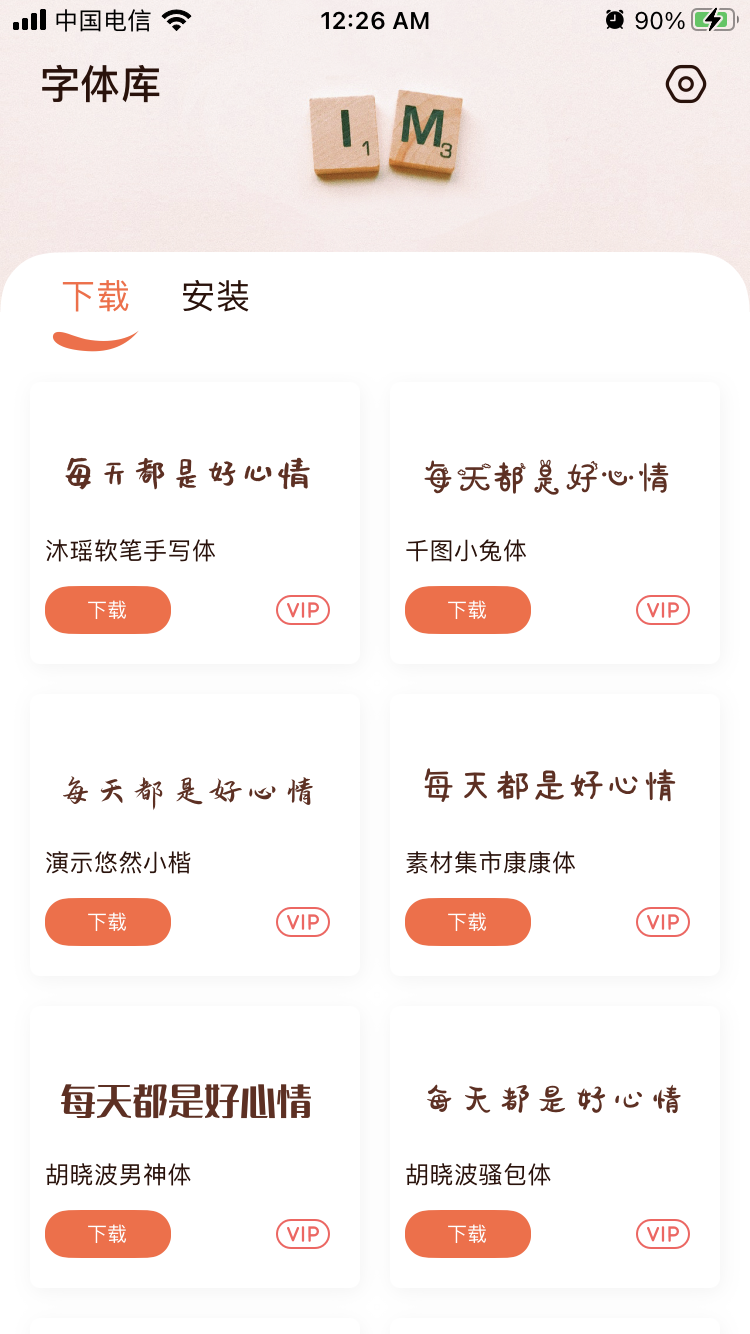 中国电信 12:26 AM 90%
字体库
I1 M3
下载 安装
每天都是好心情 每天都是好心情
沐瑶软笔手写体 千图小兔体
下载 VIP 下载 VIP
每天都是好心情 每天都是好心情
演示悠然小楷 素材集市康康体
下载 VIP 下载 VIP
每天都是好心情 每天都是好心情
胡晓波男神体 胡晓波骚包体
下载 VIP 下载 VIP